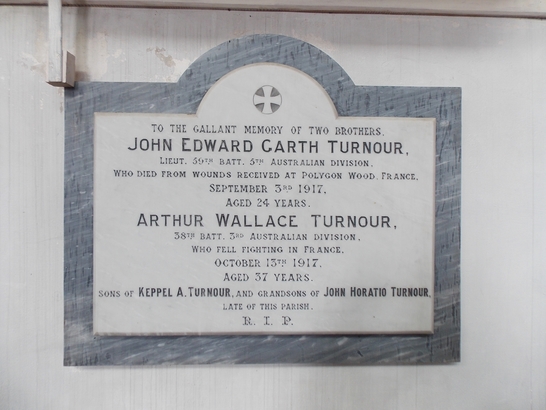 TO THE GALLANT MEMORY OF TWO BROTHERS.
JOHN EDWARD GARTH TURNOUR,
LIEUT. 59TH BATT. 5TH AUSTRALIAN DIVISION.
WHO DIED FROM WOUNDS RECEIVED AT POLYGON WOOD, FRANCE,
SEPTEMBER 3RD 1917.
AGED 24 YEARS.
ARTHUR WALLACE TURNOUR,
38TH BATT. 3RD AUSTRALIAN DIVISION.
WHO FELL FIGHTING IN FRANCE.
OCTOBER 13TH 1917.
AGED 37 YEARS.
SONS OF KEPPEL A. TURNOUR, AND GRANDSONS OF JOHN HORATIO TURNOUR,
LATE OF THIS PARISH.
R. I. P.